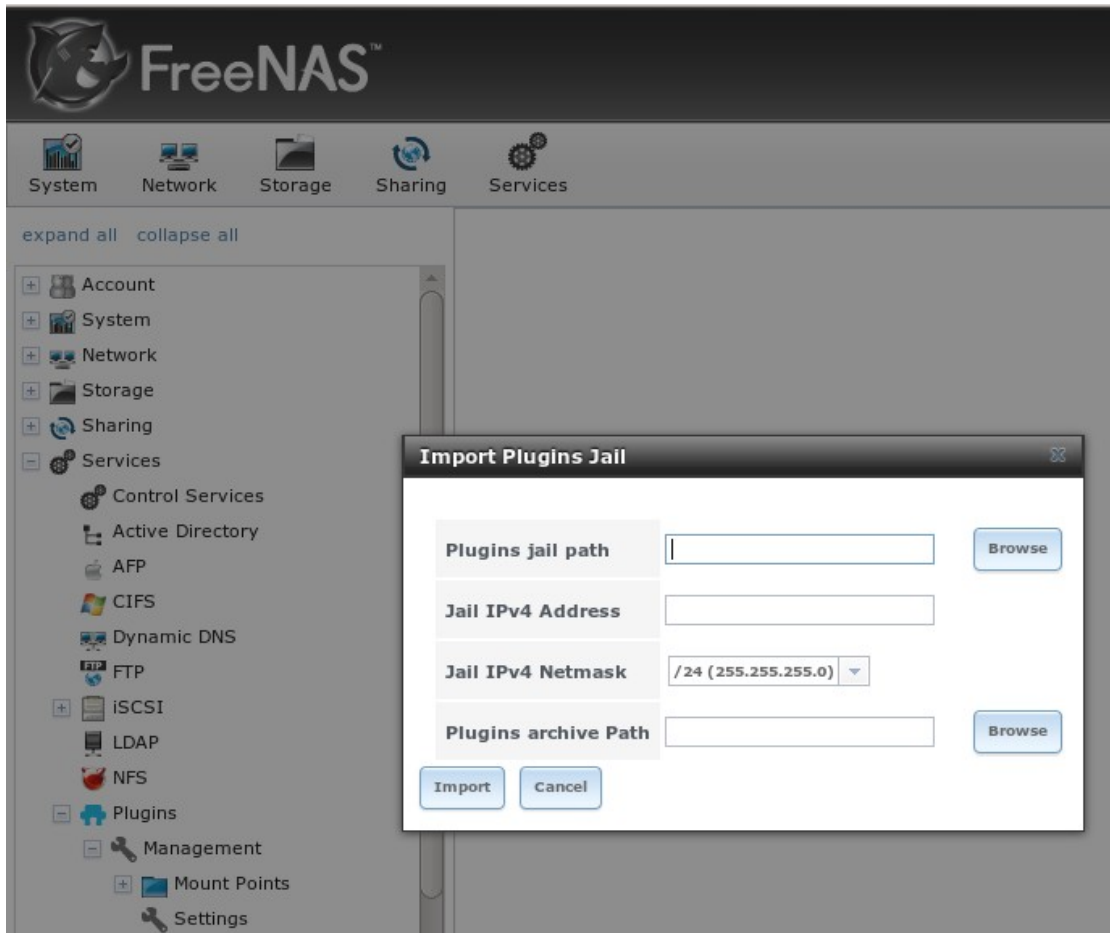 FreeNAS™
System Network Storage Sharing Services
expand all collapse all
Account
System
Network
Storage
Sharing
Services
Control Services
Active Directory
AFP
CIFS
Dynamic DNS
FTP
FTP
iSCSI
LDAP
NFS
Plugins
Management
Mount Points
Settings
Import Plugins Jail
Plugins jail path
Browse
Jail IPv4 Address
Jail IPv4 Netmask
/24 (255.255.255.0)
Plugins archive Path
Browse
Import Cancel